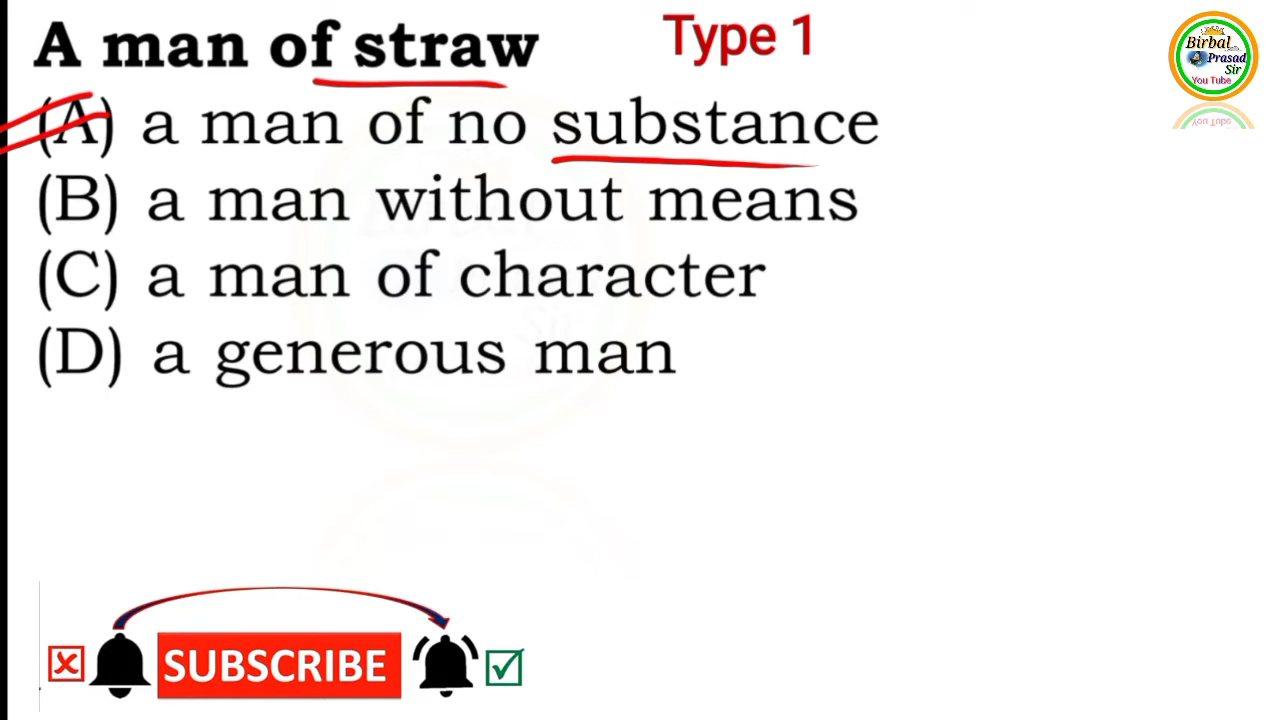 A man of straw
Type 1
(A) a man of no substance
(B) a man without means
(C) a man of character
(D) a generous man
Birbal
Prasad
Sir
You Tube
SUBSCRIBE